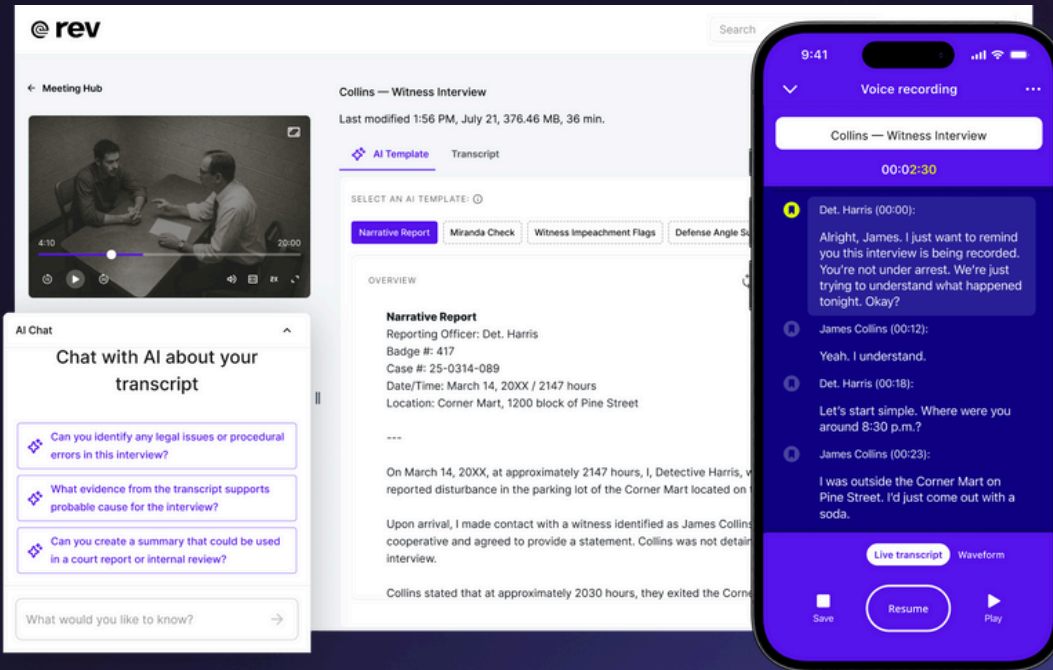 rev
Search
← Meeting Hub
4:10
20:00
2X
AI Chat
Chat with AI about your
transcript
Can you identify any legal issues or procedural
errors in this interview?
What evidence from the transcript supports
probable cause for the interview?
Can you create a summary that could be used
in a court report or internal review?
What would you like to know?
Collins — Witness Interview
Last modified 1:56 PM, July 21, 376.46 MB, 36 min.
AI Template
Transcript
SELECT AN AI TEMPLATE:
Narrative Report
Miranda Check
Witness Impeachment Flags
Defense Angle
OVERVIEW
Narrative Report
Reporting Officer: Det. Harris
Badge #: 417
Case #: 25-0314-089
Date/Time: March 14, 20XX / 2147 hours
Location: Corner Mart, 1200 block of Pine Street
---
On March 14, 20XX, at approximately 2147 hours, I, Detective Harris,
reported disturbance in the parking lot of the Corner Mart located on
Upon arrival, I made contact with a witness identified as James Collins
cooperative and agreed to provide a statement. Collins was not
interview.
Collins stated that at approximately 2030 hours, they exited the
9:41
Voice recording
Collins — Witness Interview
00:02:30
Det. Harris (00:00):
Alright, James. I just want to remind
you this interview is being recorded.
You're not under arrest. We're just
trying to understand what happened
tonight. Okay?
James Collins (00:12):
Yeah. I understand.
Det. Harris (00:18):
Let's start simple. Where were you
around 8:30 p.m.?
James Collins (00:23):
I was outside the Corner Mart on
Pine Street. I'd just come out with a
soda.
Live transcript
Waveform
Save
Resume
Play